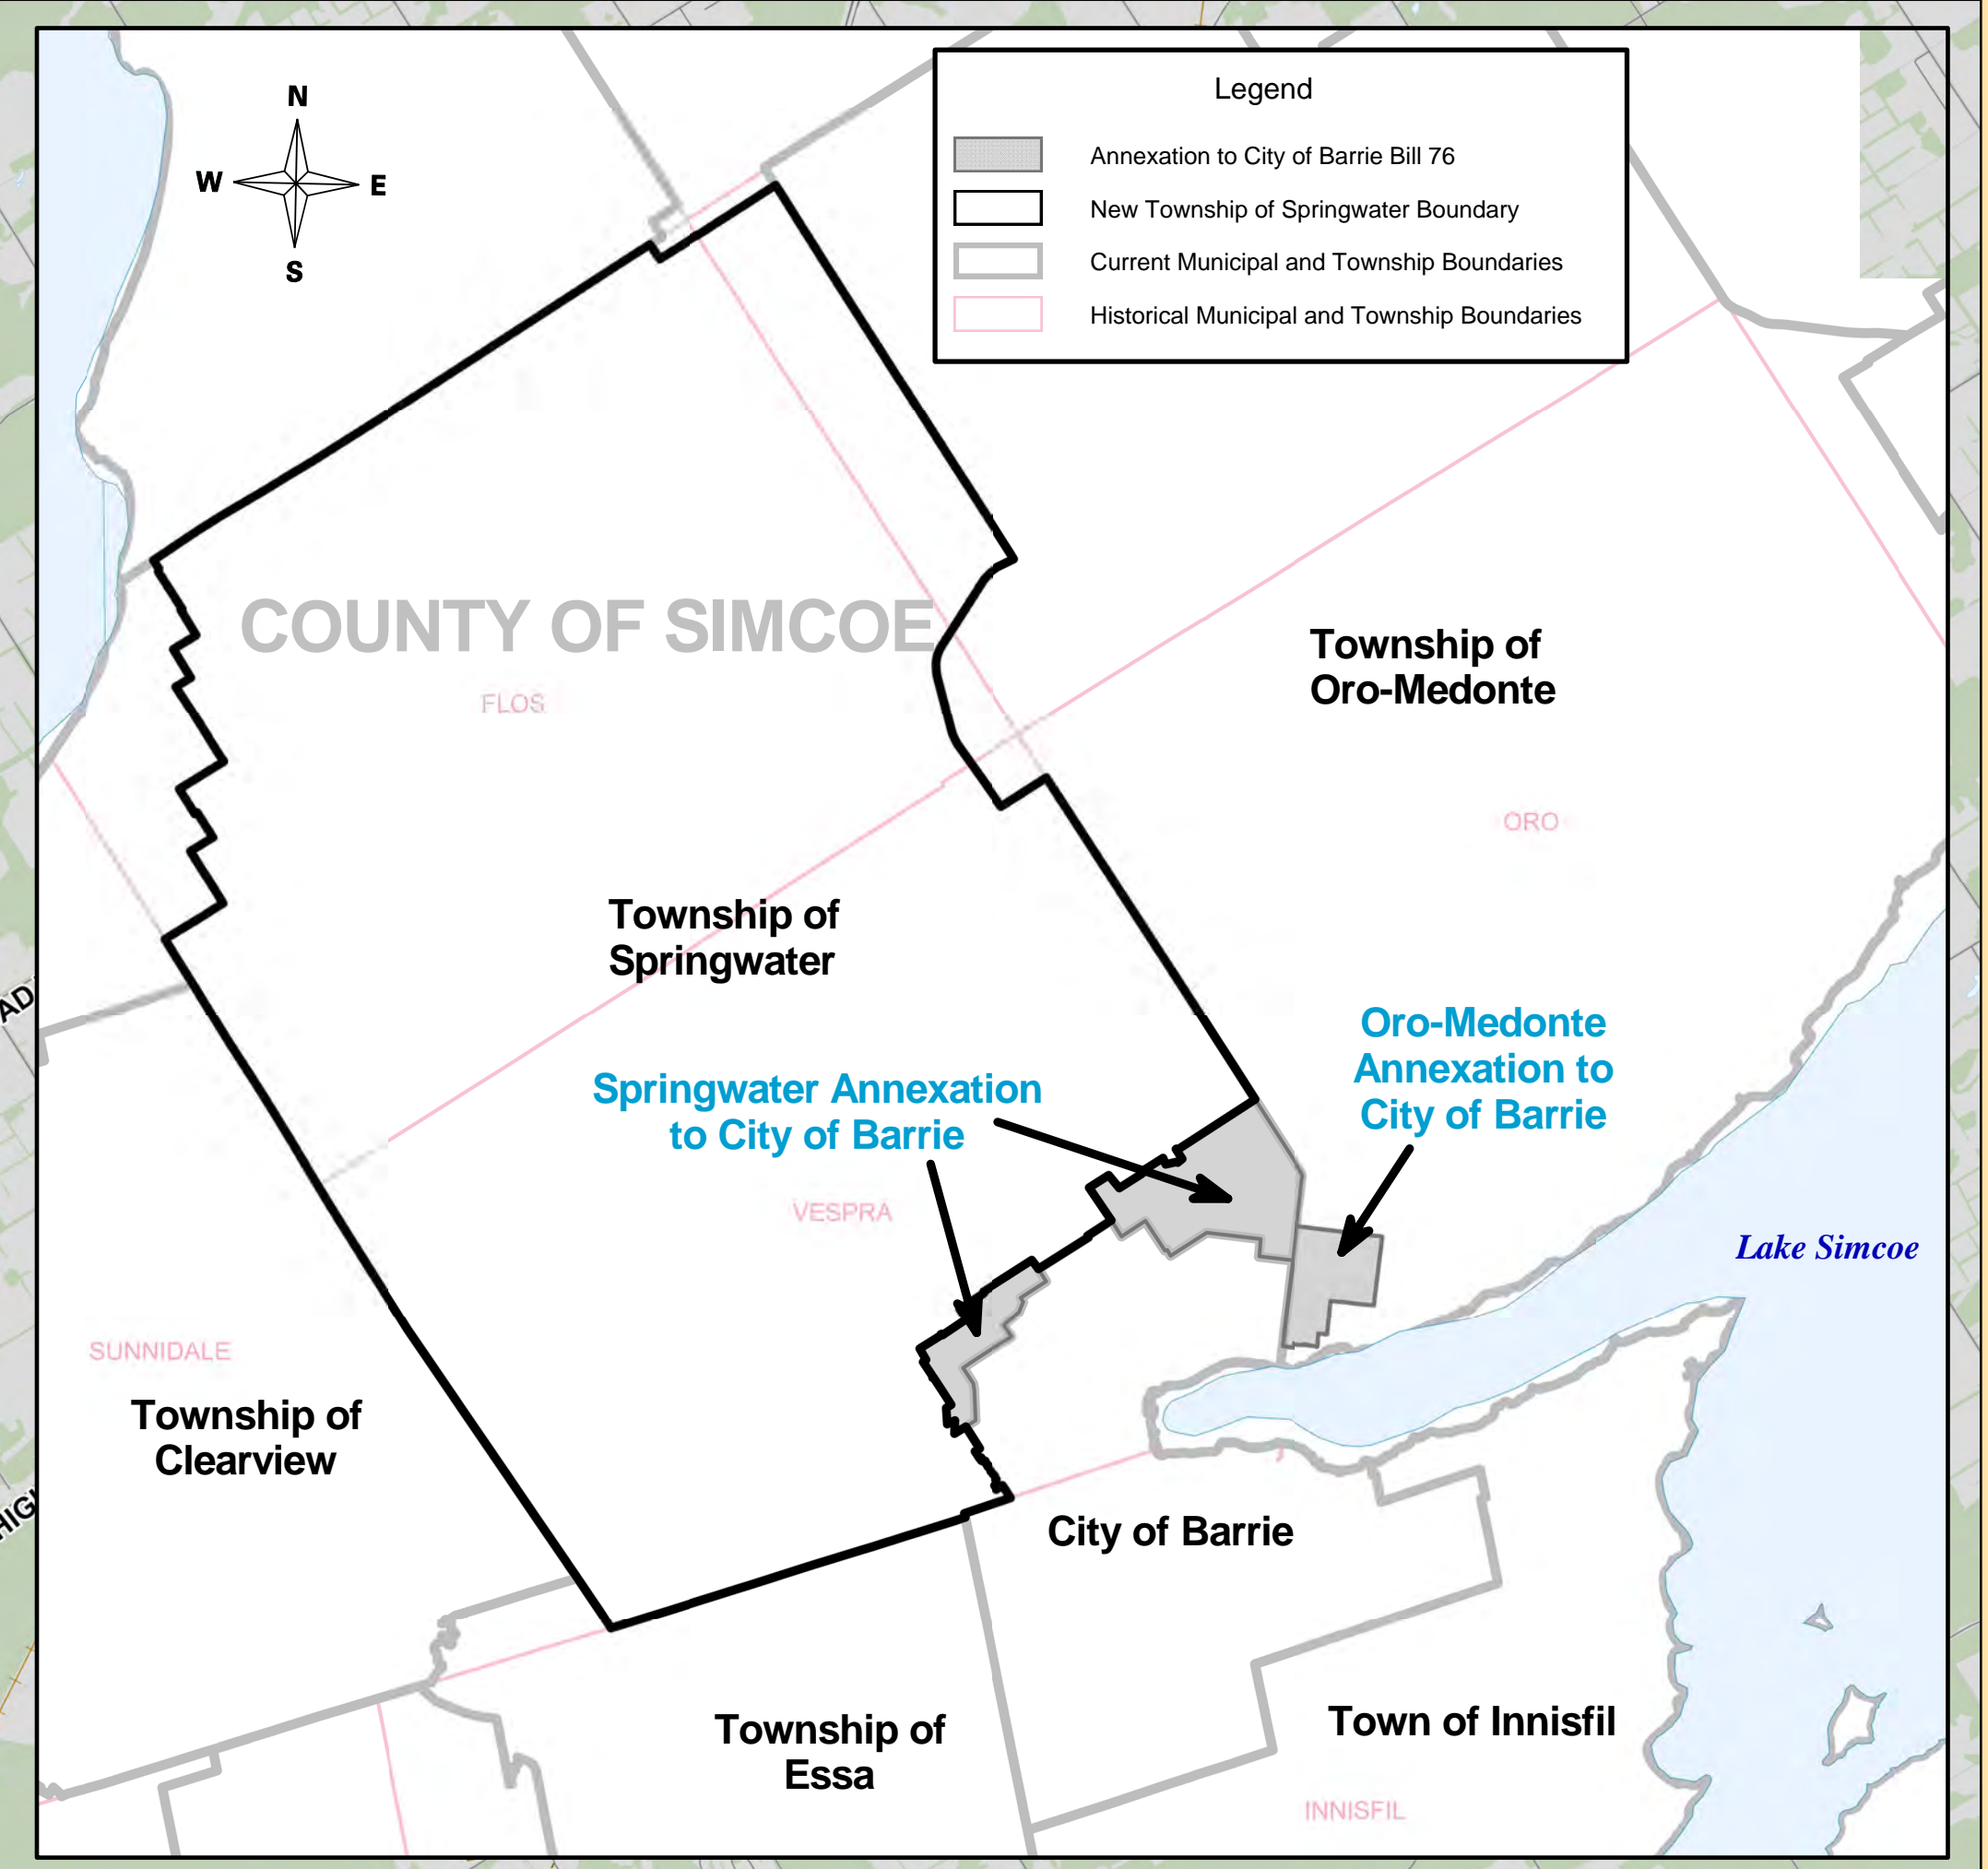 N
W
E
S
Legend
Annexation to City of Barrie Bill 76
New Township of Springwater Boundary
Current Municipal and Township Boundaries
Historical Municipal and Township Boundaries
COUNTY OF SIMCOE
FLOS
Township of
Oro-Medonte
ORO
Township of
Springwater
Oro-Medonte
Annexation to
City of Barrie
Springwater Annexation
to City of Barrie
VESPRA
Lake Simcoe
SUNNIDALE
Township of
Clearview
City of Barrie
Township of
Essa
Town of Innisfil
INNISFIL